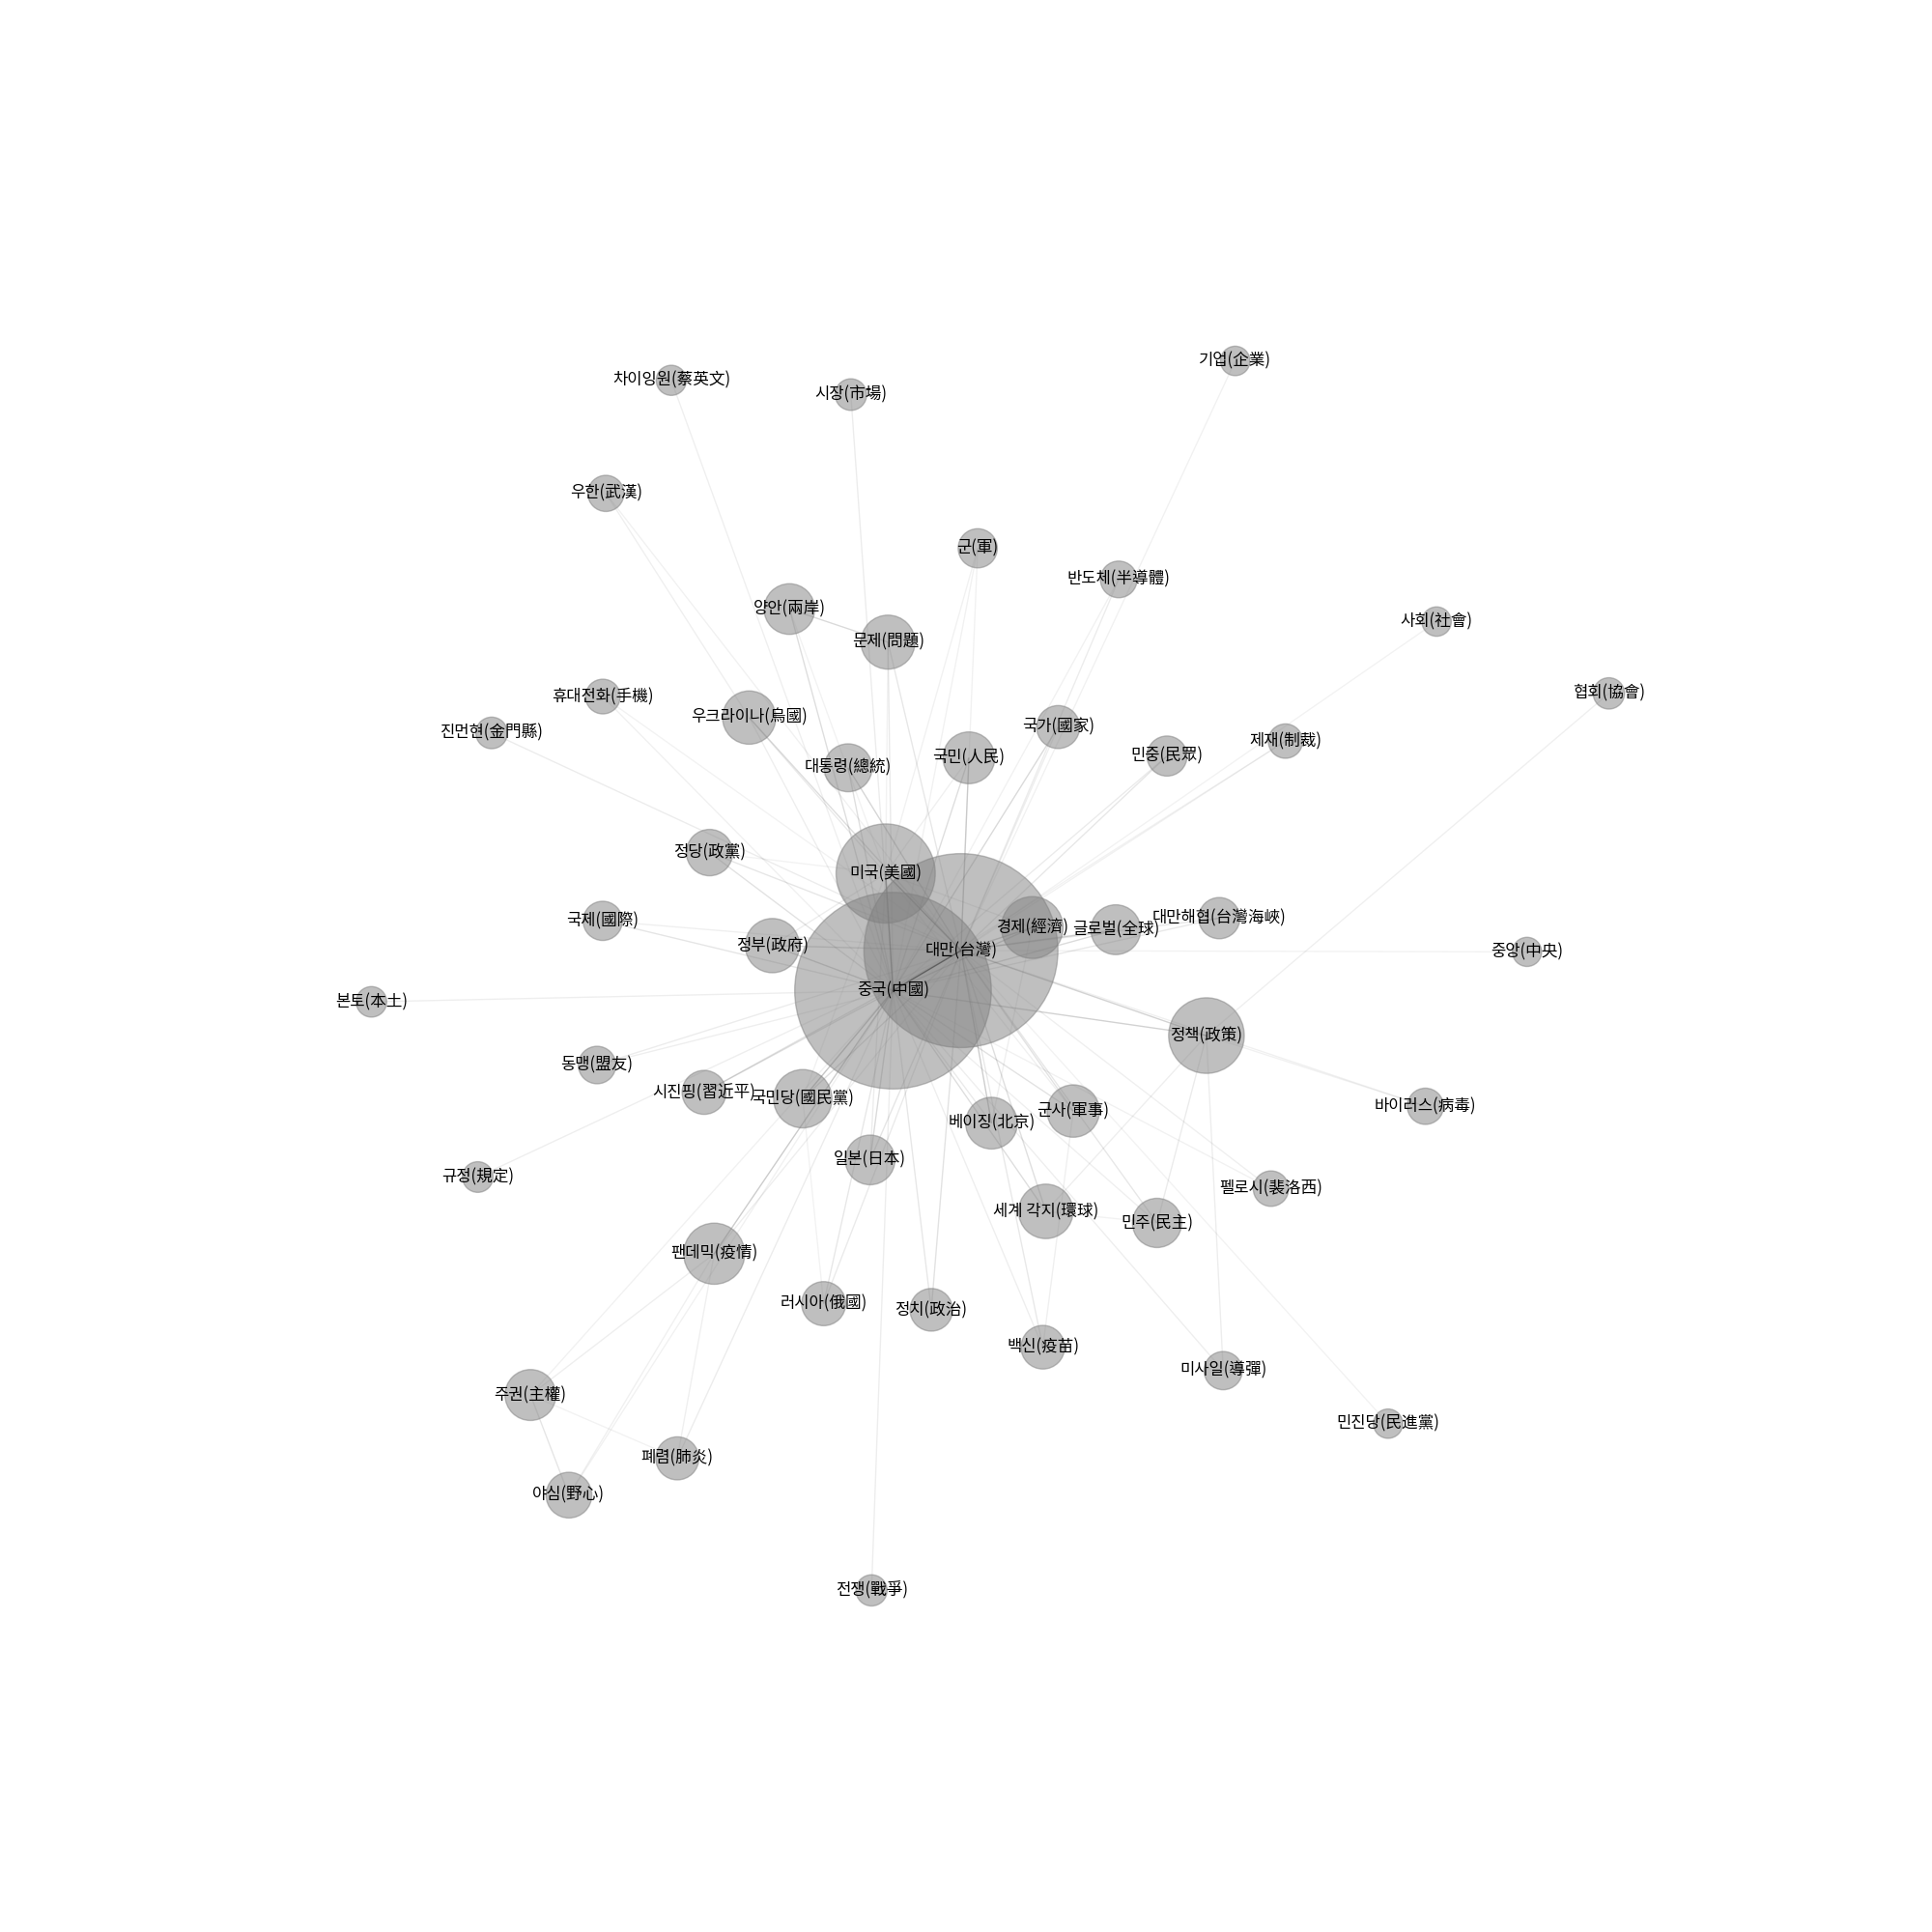 기업(企業)
차이잉원(蔡英文)
시장(市場)
우한(武漢)
군(軍)
반도체(半導體)
양안(兩岸)
사회(社會)
문제(問題)
협회(協會)
휴대전화(手機)
우크라이나(烏國)
국가(國家)
진먼현(金門縣)
제재(制裁)
민중(民眾)
국민(人民)
대통령(總統)
정당(政黨)
미국(美國)
대만해협(台灣海峽)
국제(國際)
경제(經濟)
글로벌(全球)
정부(政府)
대만(台灣)
중앙(中央)
중국(中國)
본토(本土)
정책(政策)
동맹(盟友)
시진핑(習近平)
국민당(國民黨)
바이러스(病毒)
군사(軍事)
베이징(北京)
일본(日本)
규정(規定)
펠로시(裴洛西)
세계 각지(環球)
민주(民主)
팬데믹(疫情)
러시아(俄國)
정치(政治)
백신(疫苗)
미사일(導彈)
주권(主權)
민진당(民進黨)
폐렴(肺炎)
야심(野心)
전쟁(戰爭)